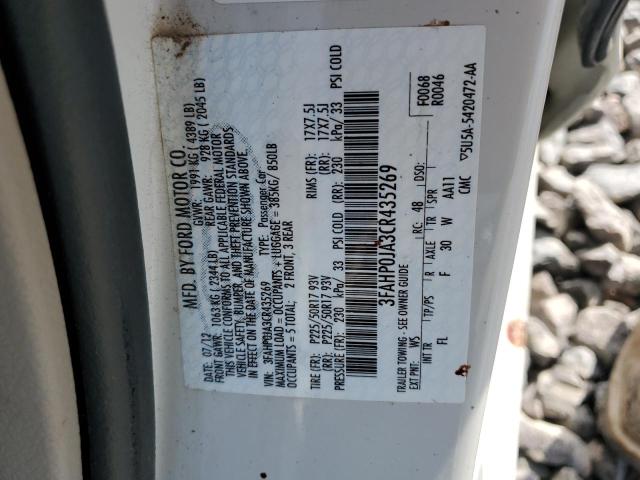 MFD. BY FORD MOTOR CO.
07/12 GVWR: 1991 KG ( 4389 LB)
FRONT GAWR: 1063 KG ( 2344 LB) REAR GAWR: 928 KG ( 2045 LB)
THIS VEHICLE CONFORMS TO ALL APPLICABLE FEDERAL MOTOR
VEHICLE SAFETY, BUMPER, AND THEFT PREVENTION STANDARDS
IN EFFECT ON THE DATE OF MANUFACTURE SHOWN ABOVE.
VIN: 3FAHP0JA3CR435269 TYPE: Passenger Car
MAXIMUM LOAD = OCCUPANTS + LUGGAGE = 385KG/ 850LB
OCCUPANTS = 5 TOTAL: 2 FRONT, 3 REAR
TIRE (FR): P225/50R17 93V RIMS (FR): 17X7.5J
(RR): P225/50R17 93V (RR): 17X7.5J
PRESSURE (FR): 230 kPa/ 33 PSI COLD (RR): 230 kPa/ 33 PSI COLD
3FAHP0JA3CR435269
TRAILER TOWING - SEE OWNER GUIDE F0068
R0046
EXT PNT: WS RC: 48 DSO:
INT TR TP/PS R AXLE TR SPR
FL F 30 W AA11
CMC ▽5U5A-5420472-AA